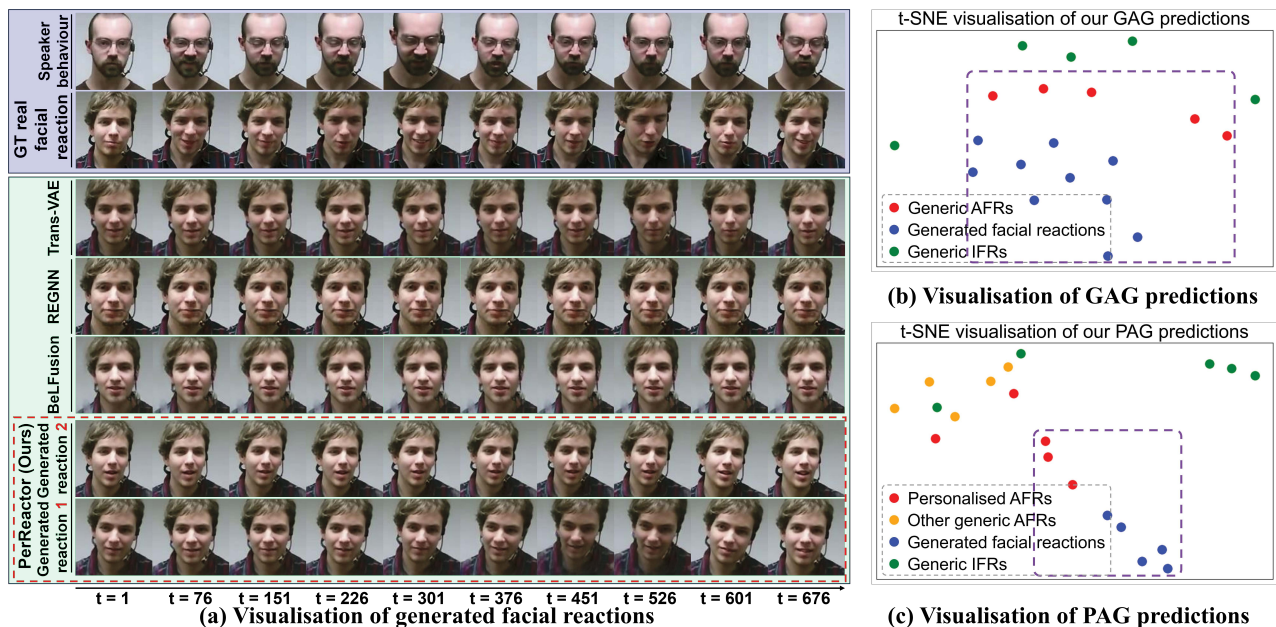 Speaker
behaviour
GT real
facial
reaction
Trans-VAE
REGNN
BeLFusion
PerReactor (Ours)
Generated
reaction 2
Generated
reaction 1
t = 1 t = 76 t = 151 t = 226 t = 301 t = 376 t = 451 t = 526 t = 601 t = 676
(a) Visualisation of generated facial reactions
t-SNE visualisation of our GAG predictions
Generic AFRs
Generated facial reactions
Generic IFRs
(b) Visualisation of GAG predictions
t-SNE visualisation of our PAG predictions
Personalised AFRs
Other generic AFRs
Generated facial reactions
Generic IFRs
(c) Visualisation of PAG predictions